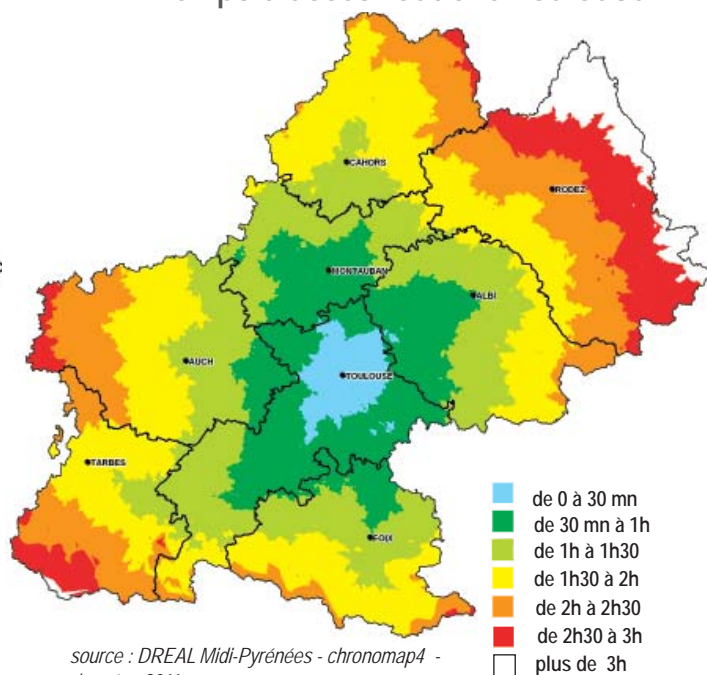 CAHORS
RODEZ
MONTAUBAN
ALBI
AUCH
TOULOUSE
TARBES
FOIX
de 0 à 30 mn
de 30 mn à 1h
de 1h à 1h30
de 1h30 à 2h
de 2h à 2h30
de 2h30 à 3h
plus de 3h
source : DREAL Midi-Pyrénées - chronomap4 -